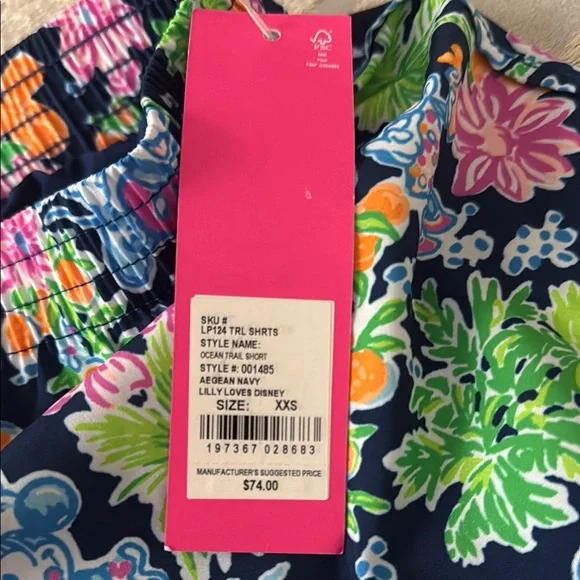 FSC
SKU #
LP124 TRL SHRTS
STYLE NAME:
OCEAN TRAIL SHORT
STYLE #: 001485
AEGEAN NAVY
LILLY LOVES DISNEY
SIZE: XXS
197367 028683
MANUFACTURER'S SUGGESTED PRICE
$74.00